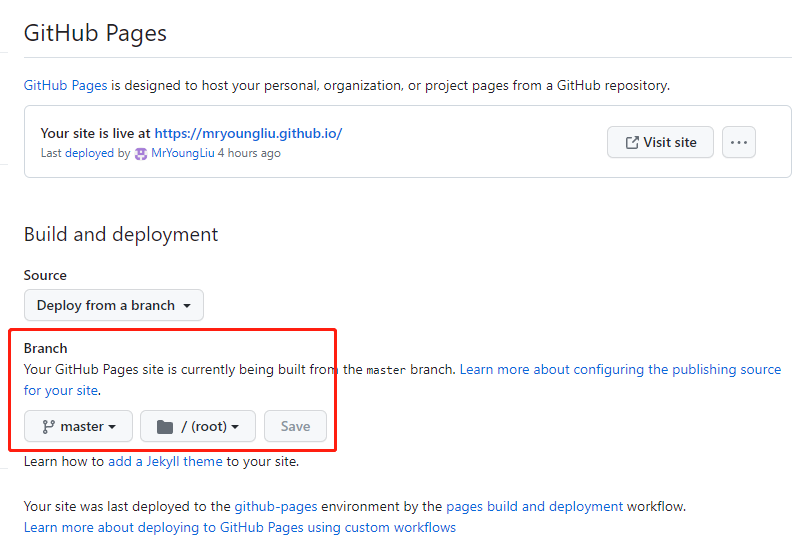 GitHub Pages
GitHub Pages is designed to host your personal, organization, or project pages from a GitHub repository.
Your site is live at https://mryoungliu.github.io/
Last deployed by MrYoungLiu 4 hours ago
Visit site
Build and deployment
Source
Deploy from a branch
Branch
Your GitHub Pages site is currently being built from the master branch. Learn more about configuring the publishing source
for your site.
master
/ (root)
Save
Learn how to add a Jekyll theme to your site.
Your site was last deployed to the github-pages environment by the pages build and deployment workflow.
Learn more about deploying to GitHub Pages using custom workflows